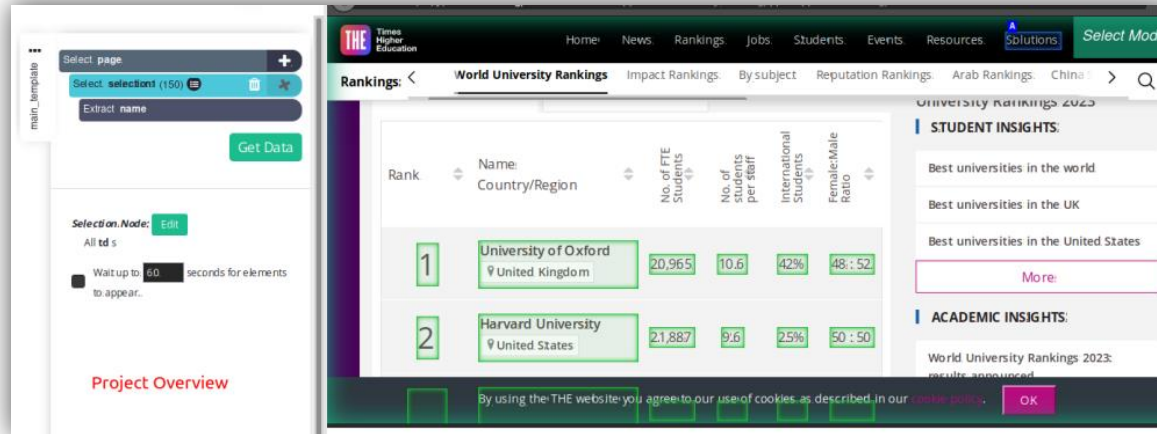 main_template
Select page
+
Select selection1 (150)
Extract name
Get Data
Selection Node: Edit
All td s
Wait up to 60 seconds for elements
to appear.
Project Overview
THE Times
Higher
Education
Home News Rankings Jobs Students Events Resources A Solutions Select Mod
Rankings: < World University Rankings Impact Rankings By subject Reputation Rankings Arab Rankings China >
University Rankings 2023
STUDENT INSIGHTS
Best universities in the world
Best universities in the UK
Best universities in the United States
More
ACADEMIC INSIGHTS
World University Rankings 2023:
results announced
Rank
Name
Country/Region
No. of FTE
Students
No. of
students
per staff
International
Students
Female:Male
Ratio
1 University of Oxford
United Kingdom
20,965 10.6 42% 48 : 52
2 Harvard University
United States
21,887 9.6 25% 50 : 50
By using the THE website you agree to our use of cookies as described in our cookie policy. OK